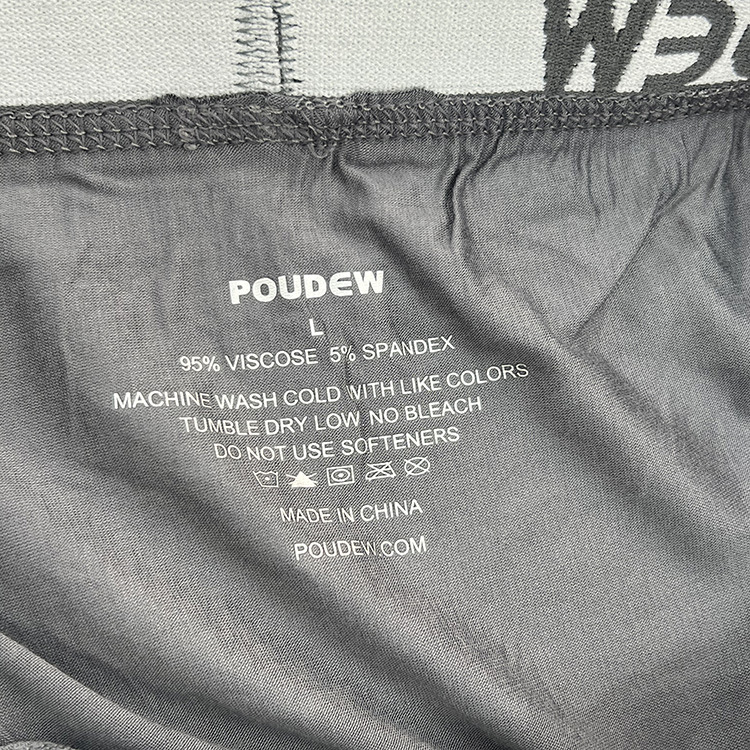 POUDEW
L
95% VISCOSE 5% SPANDEX
MACHINE WASH COLD WITH LIKE COLORS
TUMBLE DRY LOW NO BLEACH
DO NOT USE SOFTENERS
MADE IN CHINA
POUDEW.COM